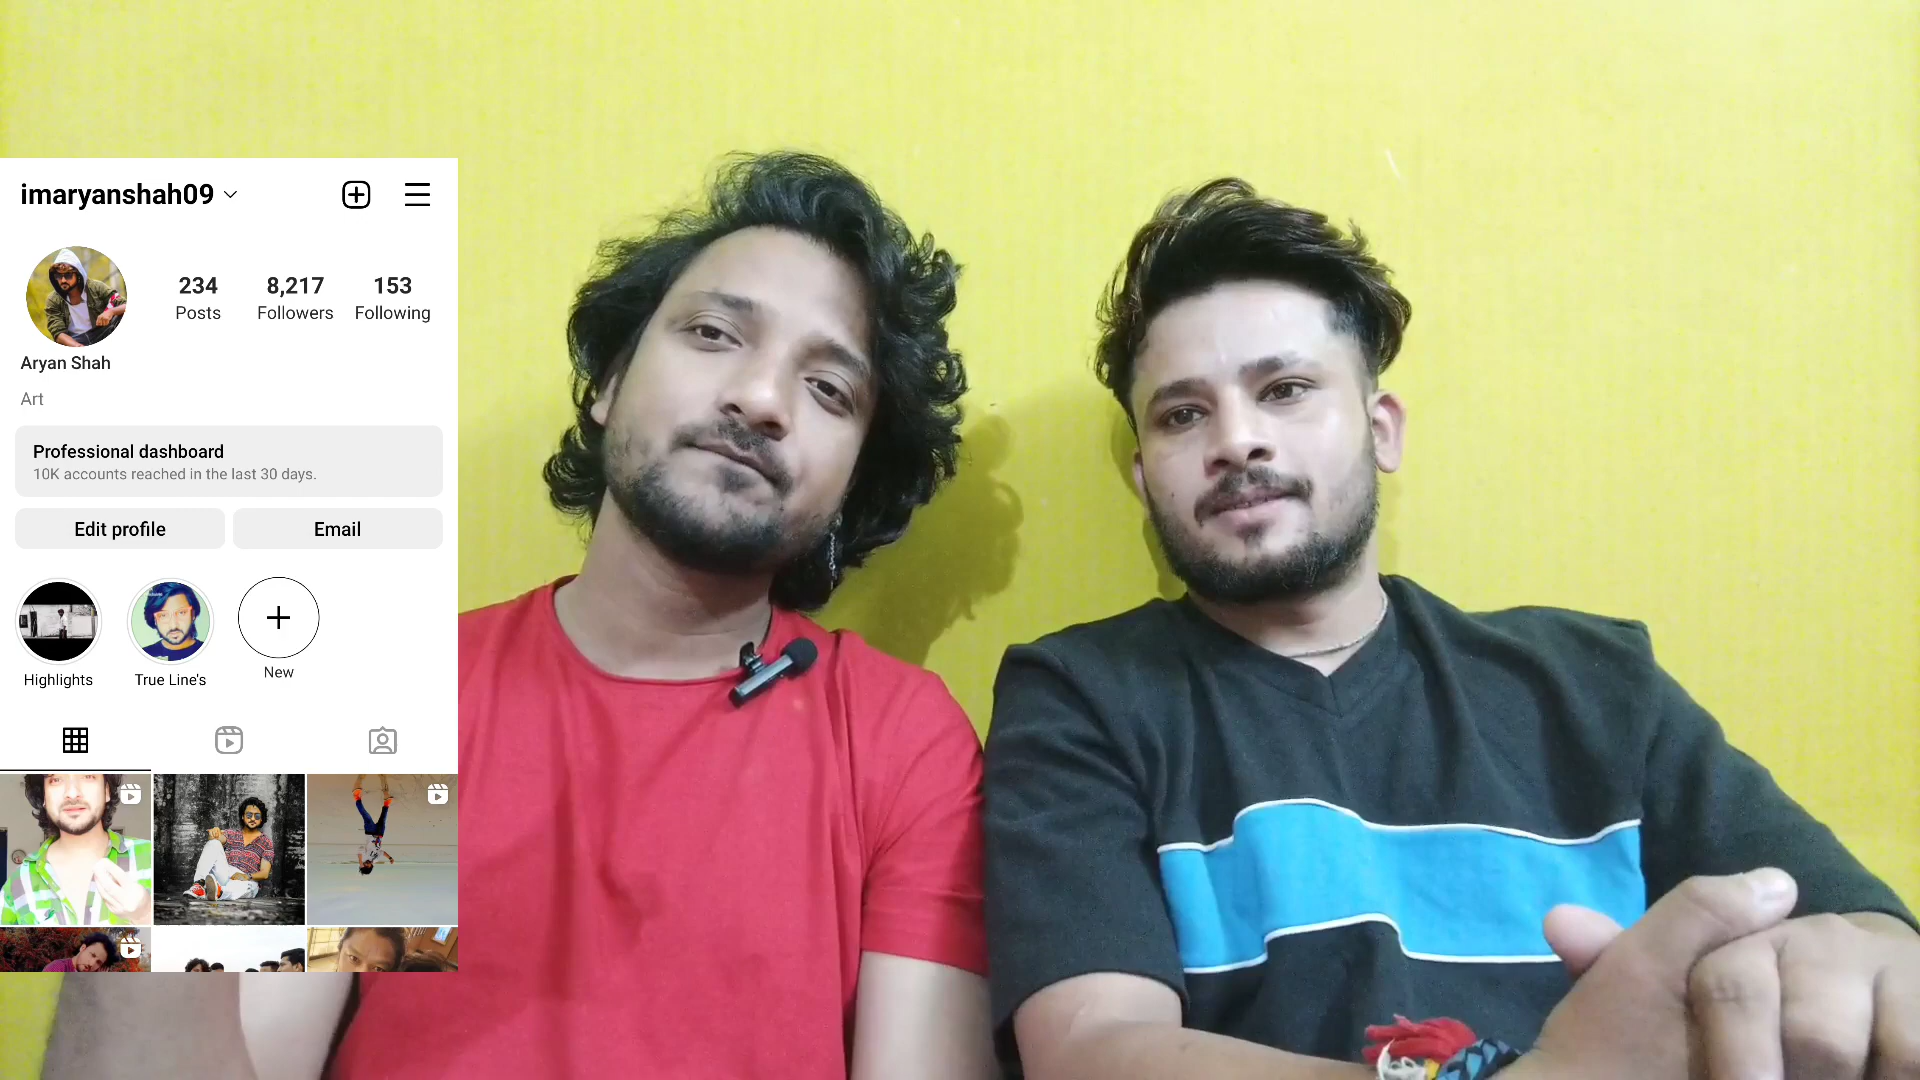 imaryanshah09
234 8,217 153
Posts Followers Following
Aryan Shah
Art
Professional dashboard
10K accounts reached in the last 30 days.
Edit profile Email
Highlights True Line's New